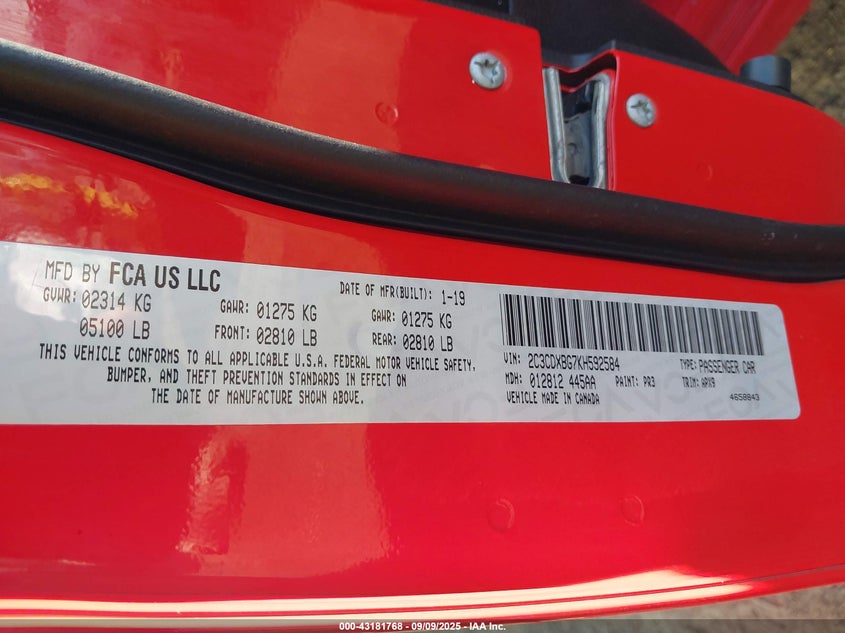 MFD BY FCA US LLC
DATE OF MFR(BUILT): 1-19
GVWR: 02314 KG
GAWR: 01275 KG
GAWR: 01275 KG
05100 LB
FRONT: 02810 LB
REAR: 02810 LB
THIS VEHICLE CONFORMS TO ALL APPLICABLE U.S.A. FEDERAL MOTOR VEHICLE SAFETY,
BUMPER, AND THEFT PREVENTION STANDARDS IN EFFECT ON
THE DATE OF MANUFACTURE SHOWN ABOVE.
VIN: 2C3CDXBG7KH592584
TYPE: PASSENGER CAR
MDH: 012812 445AA
PAINT: PR3
TRIM: APX9
VEHICLE MADE IN CANADA
4658843
000-43181768 - 09/09/2025 - IAA Inc.